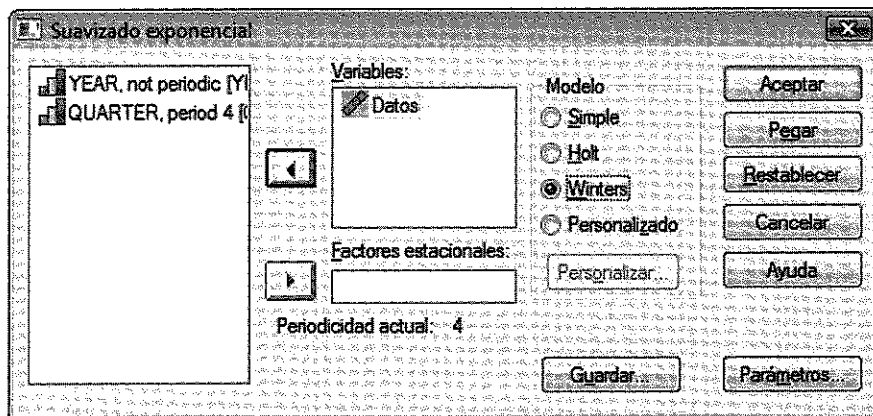 Suavizado exponencial
YEAR, not periodic [YI
QUARTER, period 4 [
Variables:
Datos
Factores estacionales:
Periodicidad actual: 4
Modelo
Simple
Holt
Winters
Personalizado
Personalizar...
Guardar...
Aceptar
Pegar
Restablecer
Cancelar
Ayuda
Parámetros...